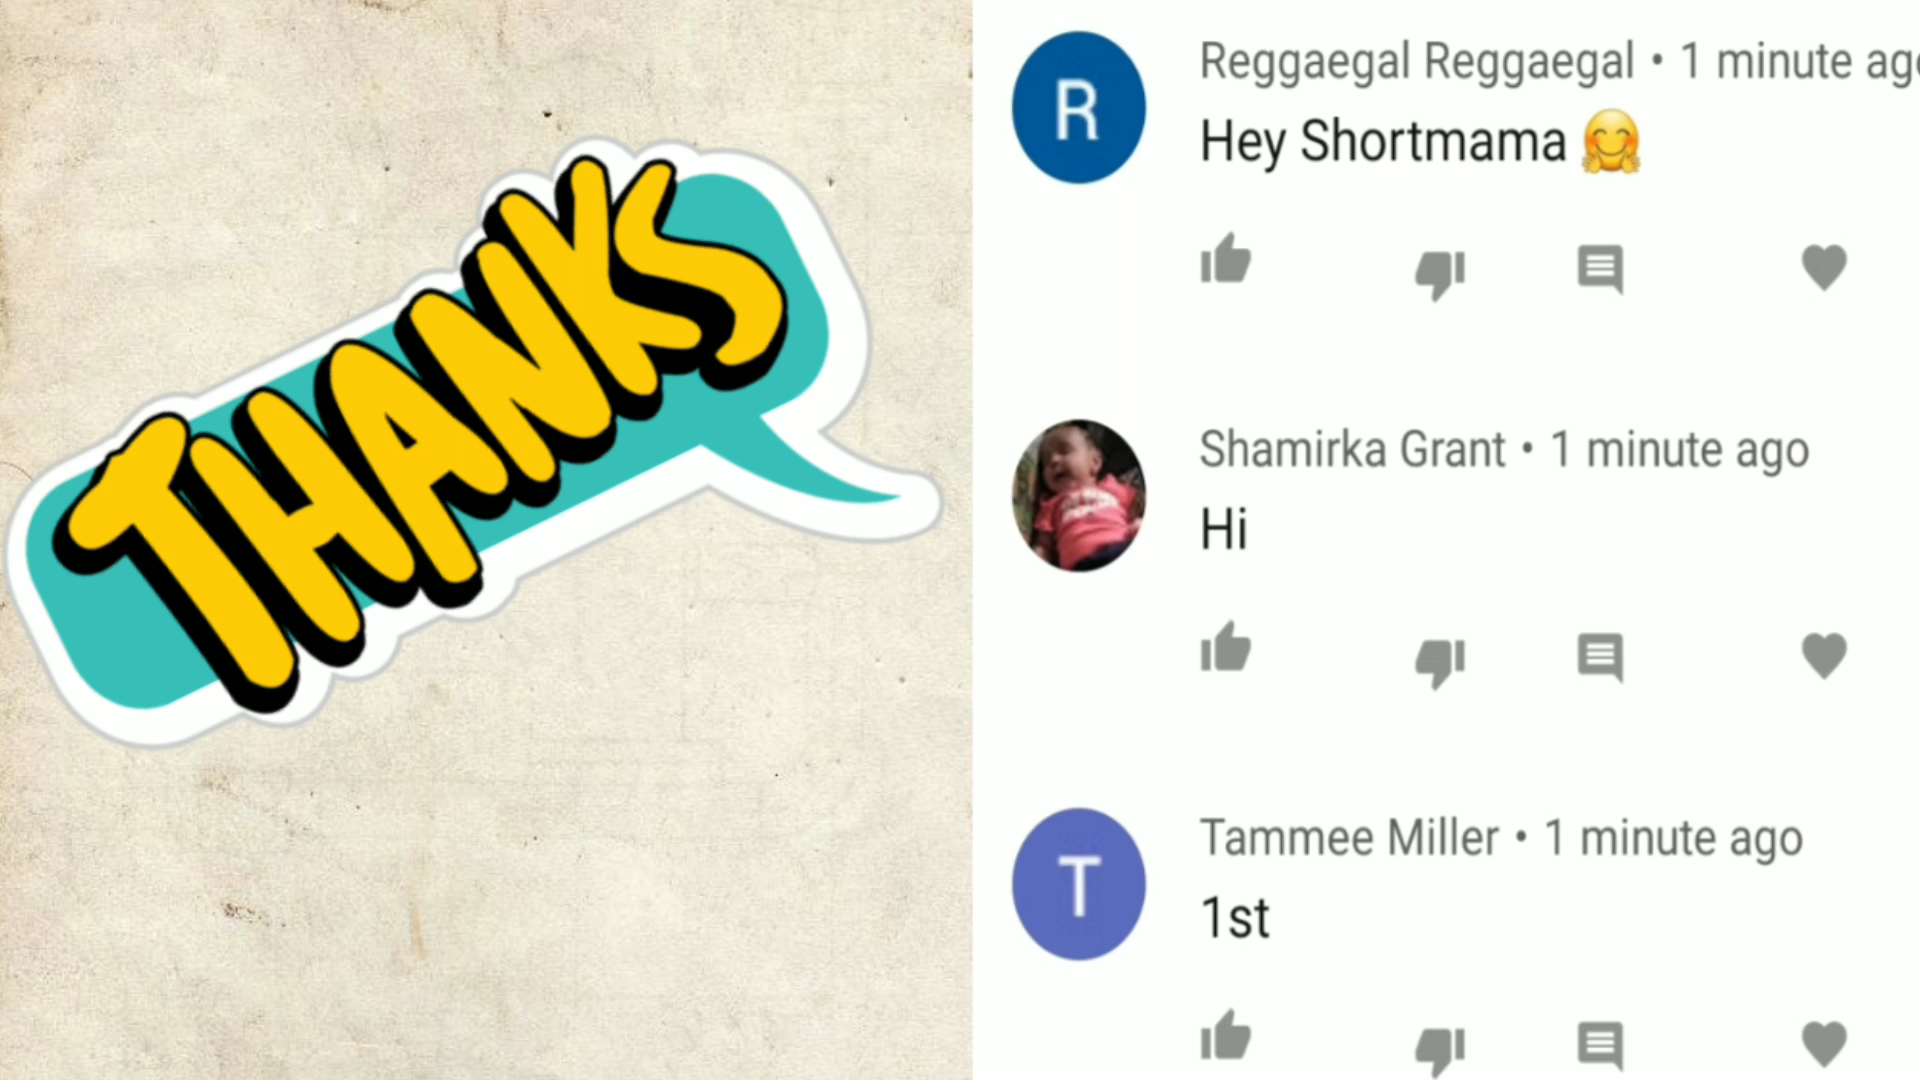 THANKS
R
Reggaegal Reggaegal • 1 minute ag
Hey Shortmama 🤗
Shamirka Grant • 1 minute ago
Hi
T
Tammee Miller • 1 minute ago
1st